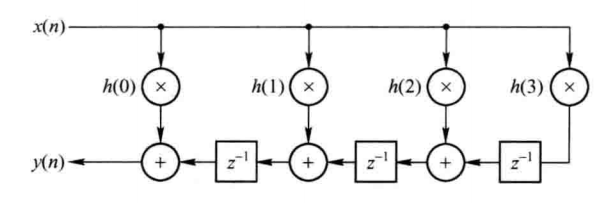 x(n)
h(0) × h(1) × h(2) × h(3) ×
y(n) + z⁻¹ + z⁻¹ + z⁻¹